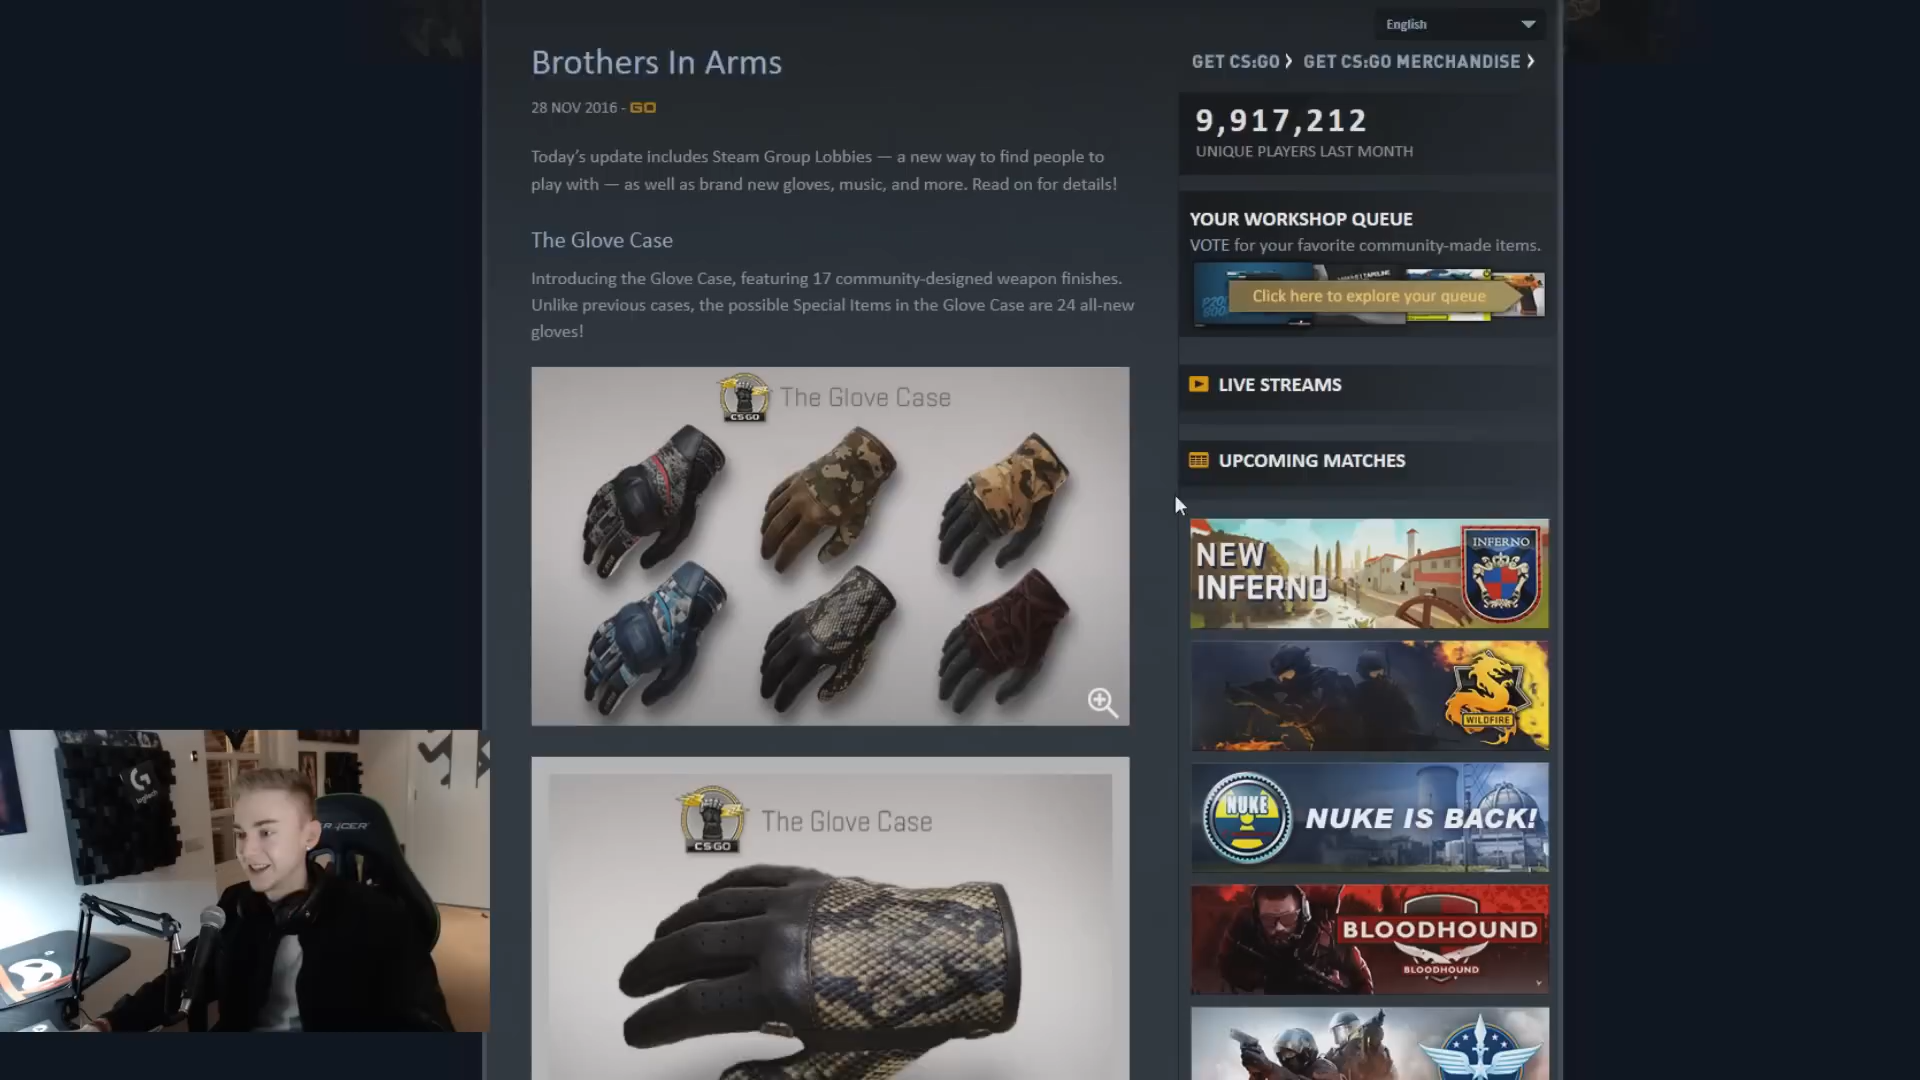 English
Brothers In Arms
28 NOV 2016 - GO
Today’s update includes Steam Group Lobbies — a new way to find people to
play with — as well as brand new gloves, music, and more. Read on for details!
The Glove Case
Introducing the Glove Case, featuring 17 community-designed weapon finishes.
Unlike previous cases, the possible Special Items in the Glove Case are 24 all-new
gloves!
CS:GO
The Glove Case
CS:GO
The Glove Case
GET CS:GO
GET CS:GO MERCHANDISE
9,917,212
UNIQUE PLAYERS LAST MONTH
YOUR WORKSHOP QUEUE
VOTE for your favorite community-made items.
Click here to explore your queue
LIVE STREAMS
UPCOMING MATCHES
NEW
INFERNO
INFERNO
WILDFIRE
NUKE
NUKE IS BACK!
BLOODHOUND
BLOODHOUND
logitech